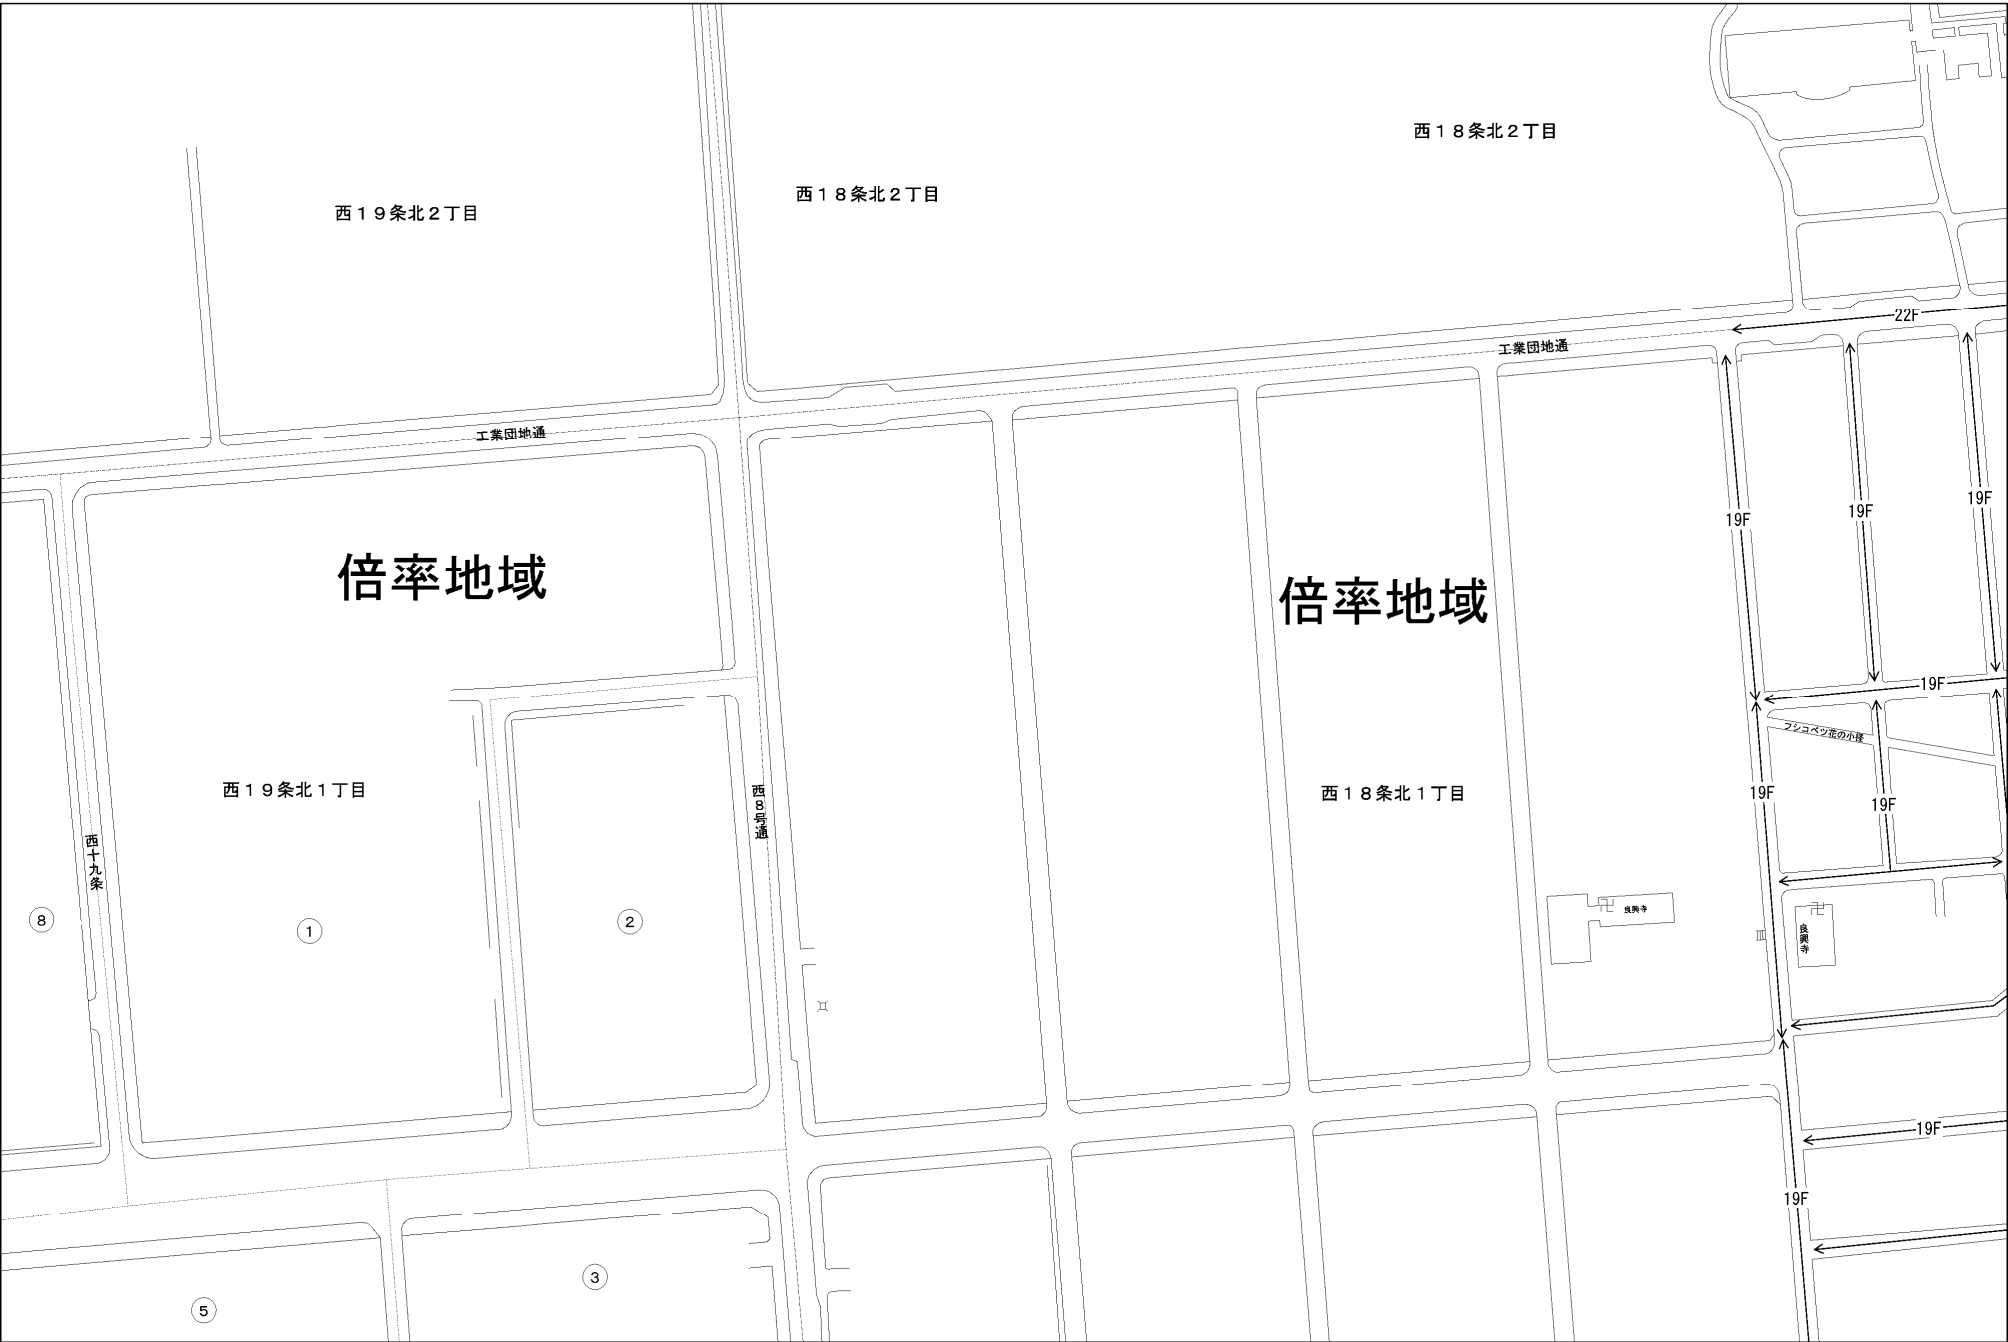 西１８条北２丁目
西１８条北２丁目
西１９条北２丁目
22F
工業団地通
工業団地通
19F
19F
19F
倍率地域
倍率地域
19F
フシコベツ花の小径
西１９条北１丁目
西８号通
西１８条北１丁目
19F
19F
西十九条
8
1
2
良興寺
良興寺
19F
19F
3
5